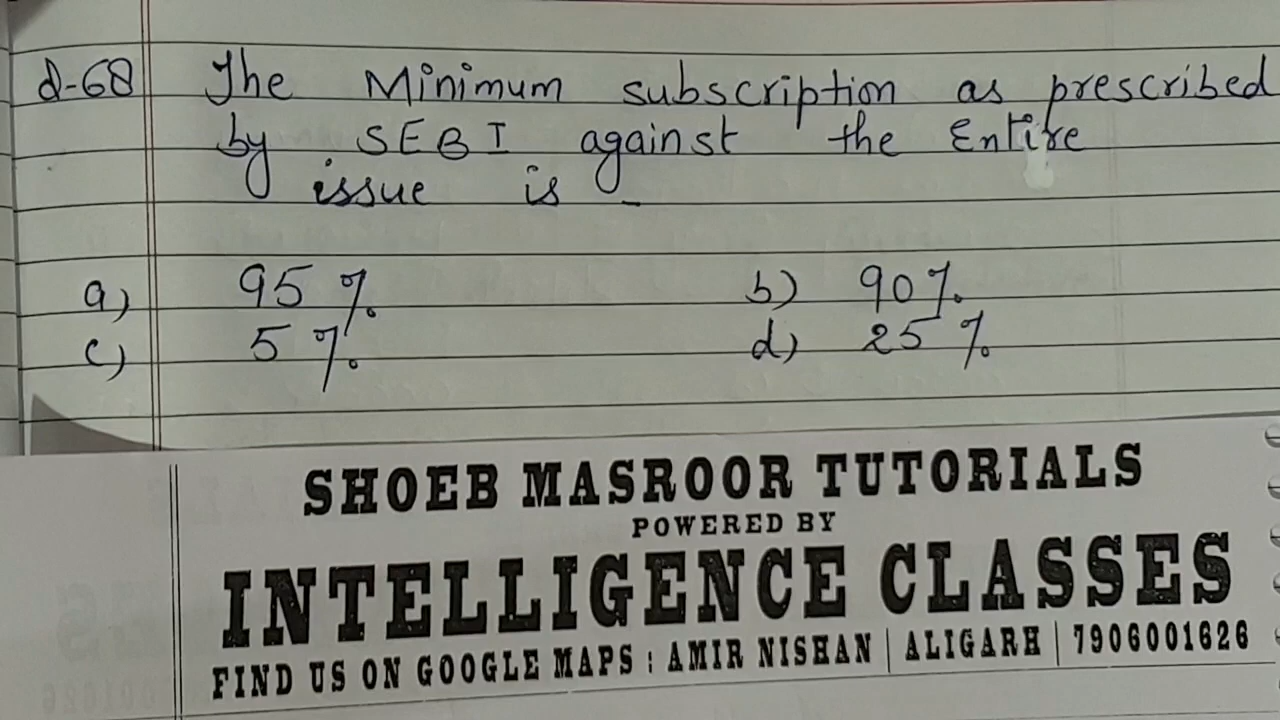 Q-68 The Minimum subscription as prescribed
by SEBI against the Entire
issue is _
a) 95 % b) 90 %
c) 5 % d) 25 %
SHOEB MASROOR TUTORIALS
POWERED BY
INTELLIGENCE CLASSES
FIND US ON GOOGLE MAPS : AMIR NISHAN | ALIGARH | 7906001626